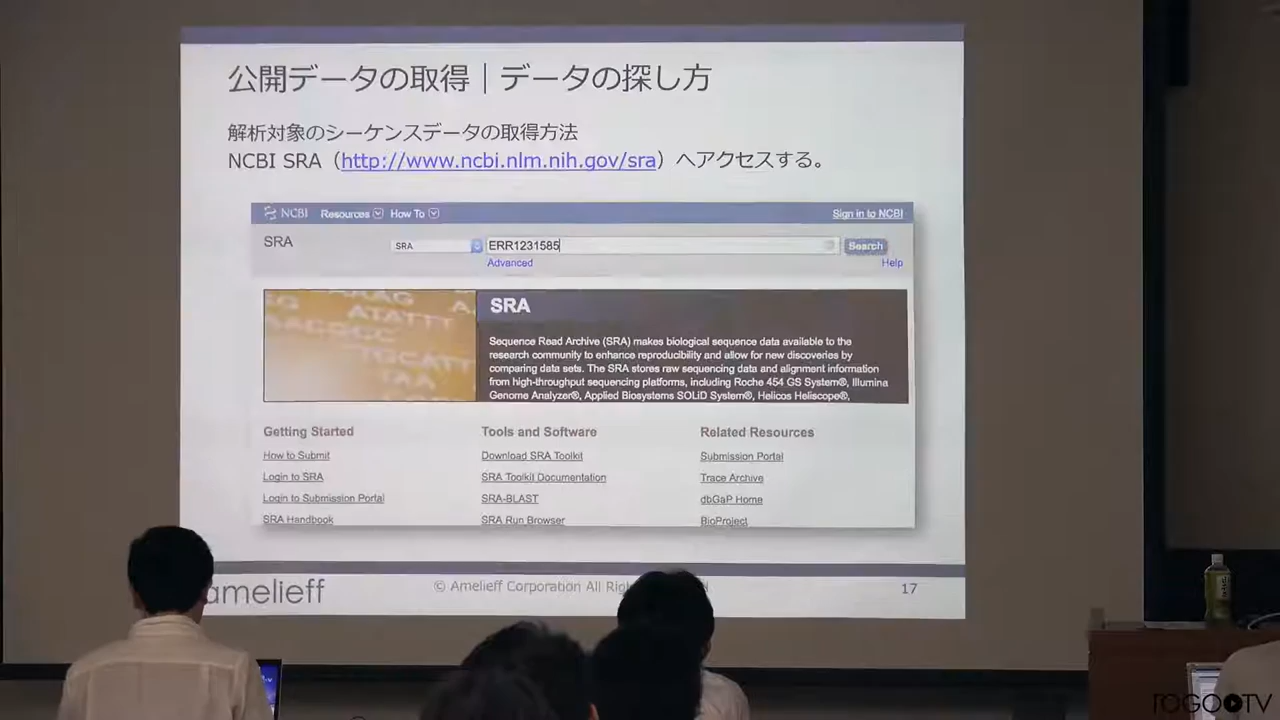 公開データの取得｜データの探し方
解析対象のシーケンスデータの取得方法
NCBI SRA（http://www.ncbi.nlm.nih.gov/sra）へアクセスする。
NCBI Resources How To Sign in to NCBI
SRA SRA ERR1231585 Search
Advanced Help
ATATTT
SRA
Sequence Read Archive (SRA) makes biological sequence data available to the
research community to enhance reproducibility and allow for new discoveries by
comparing data sets. The SRA stores raw sequencing data and alignment information
from high-throughput sequencing platforms, including Roche 454 GS System®, Illumina
Genome Analyzer®, Applied Biosystems SOLiD System®, Helicos Heliscope®,
Getting Started Tools and Software Related Resources
How to Submit Download SRA Toolkit Submission Portal
Login to SRA SRA Toolkit Documentation Trace Archive
Login to Submission Portal SRA-BLAST dbGaP Home
SRA Handbook SRA Run Browser BioProject
amelieff © Amelieff Corporation All 17
TOGOTV